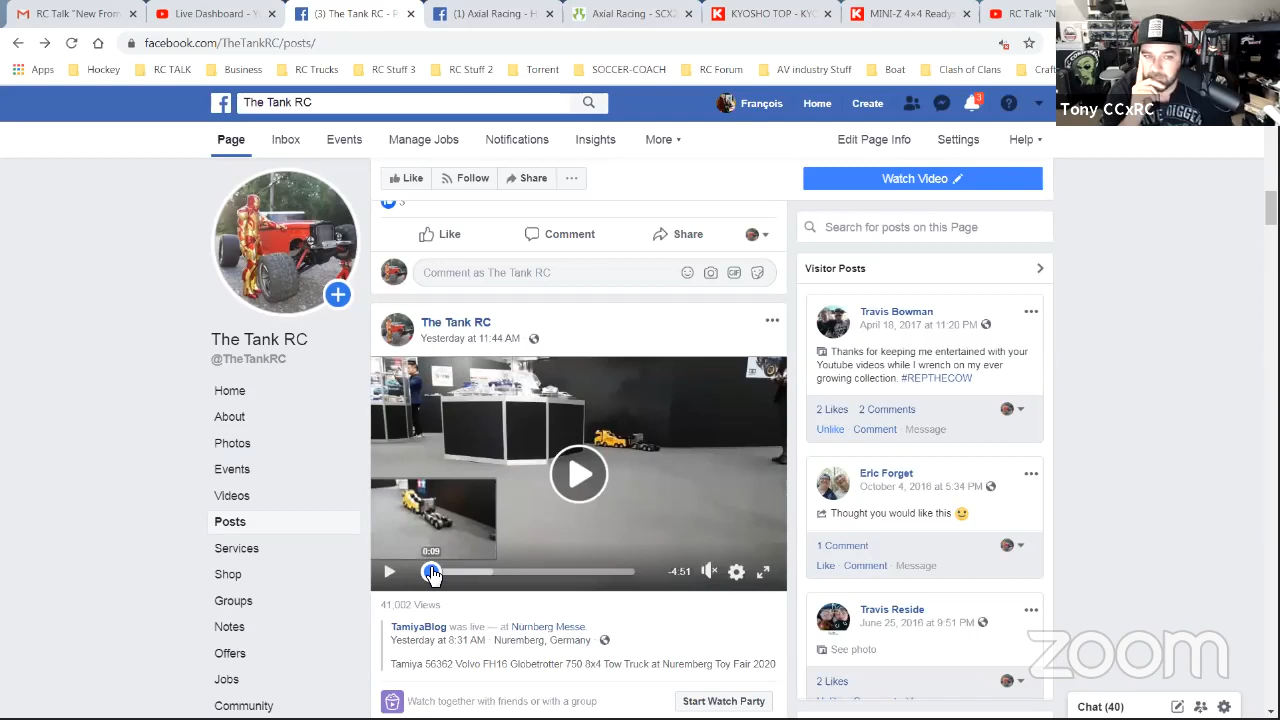 RC Talk "New From
Live Dashboard - Y
(3) The Tank RC - P
(3) Axial Racing - H
Axial Racing - SCX
KYOSHO TOP - KY
4×4 Ready
RC Talk "N
facebook.com/TheTankRC/posts/
Apps
Hockey
RC TALK
Business
RC Trucks
RCStuff
RC Stuff 2
Torrent
SCORE COACH
RC Forum
Art Industry Stuff
Boat
Clash of Clans
Craft
Tony CCxRC
The Tank RC
François
Home
Create
3
Page
Inbox
Events
Manage Jobs
Notifications
Insights
More
Edit Page Info
Settings
Help
Like
Follow
Share
Watch Video
3
Like
Comment
Share
Comment as The Tank RC
GIF
The Tank RC
Yesterday at 11:44 AM
0:09
-4:51
41,002 Views
TamiyaBlog was live — at Nurnberg Messe.
Yesterday at 8:31 AM · Nuremberg, Germany ·
Tamiya 56362 Volvo FH16 Globetrotter 750 8x4 Tow Truck at Nuremberg Toy Fair 2020
Watch together with friends or with a group
Start Watch Party
The Tank RC
@TheTankRC
Home
About
Photos
Events
Videos
Posts
Services
Shop
Groups
Notes
Offers
Jobs
Community
Search for posts on this Page
Visitor Posts
Travis Bowman
April 18, 2017 at 11:20 PM
Thanks for keeping me entertained with your
Youtube videos while I wrench on my ever
growing collection. #REPTHECOW
2 Likes 2 Comments
Unlike · Comment · Message
Eric Forget
October 4, 2016 at 5:34 PM
Thought you would like this
1 Comment
Like · Comment · Message
Travis Reside
June 25, 2016 at 9:51 PM
See photo
2 Likes
zoom
Chat (40)